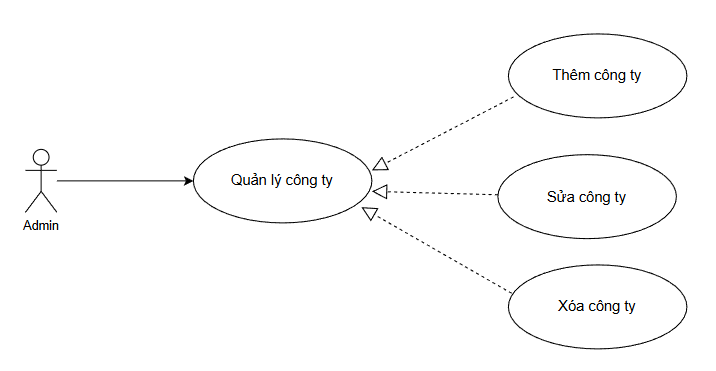 Thêm công ty
Quản lý công ty
Sửa công ty
Admin
Xóa công ty